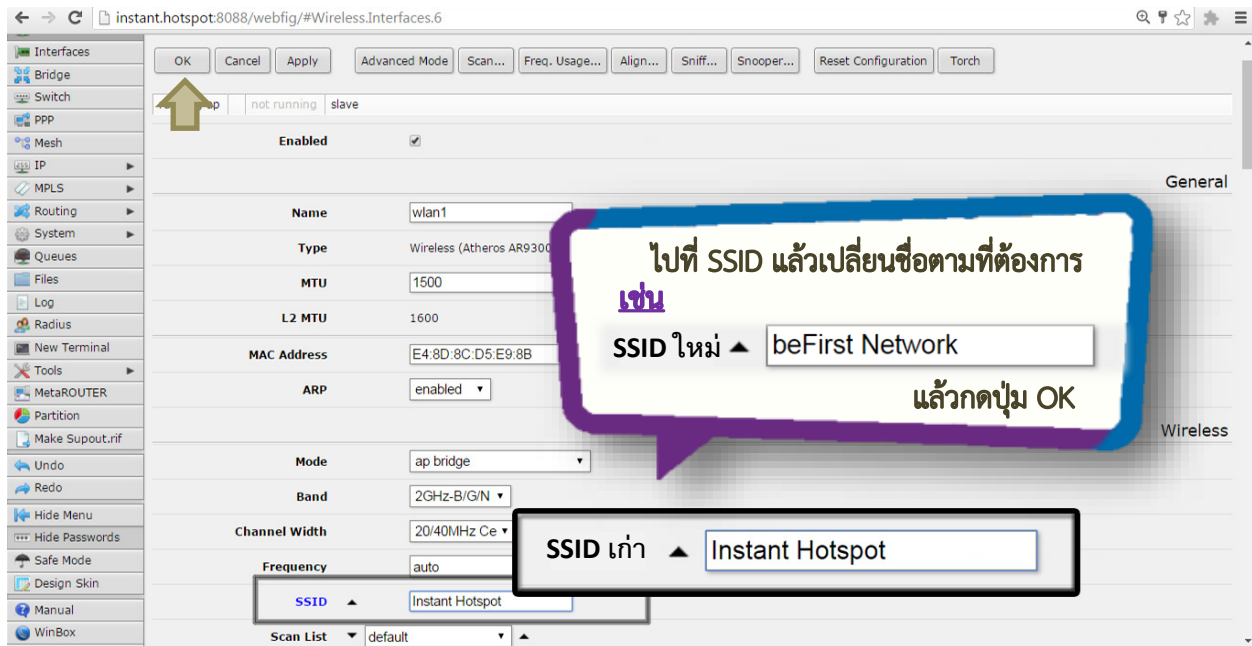 instant.hotspot:8088/webfig/#Wireless.Interfaces.6
Interfaces
Bridge
Switch
PPP
Mesh
IP
MPLS
Routing
System
Queues
Files
Log
Radius
New Terminal
Tools
MetaROUTER
Partition
Make Supout.rif
Undo
Redo
Hide Menu
Hide Passwords
Safe Mode
Design Skin
Manual
WinBox
OK Cancel Apply Advanced Mode Scan... Freq. Usage... Align... Sniff... Snooper... Reset Configuration Torch
not running slave
Enabled
General
Name wlan1
Type Wireless (Atheros AR9300
MTU 1500
L2 MTU 1600
MAC Address E4:8D:8C:D5:E9:8B
ARP enabled
Wireless
Mode ap bridge
Band 2GHz-B/G/N
Channel Width 20/40MHz Ce
Frequency auto
SSID Instant Hotspot
Scan List default
ไปที่ SSID แล้วเปลี่ยนชื่อตามที่ต้องการ
เช่น
SSID ใหม่ beFirst Network
แล้วกดปุ่ม OK
SSID เก่า Instant Hotspot